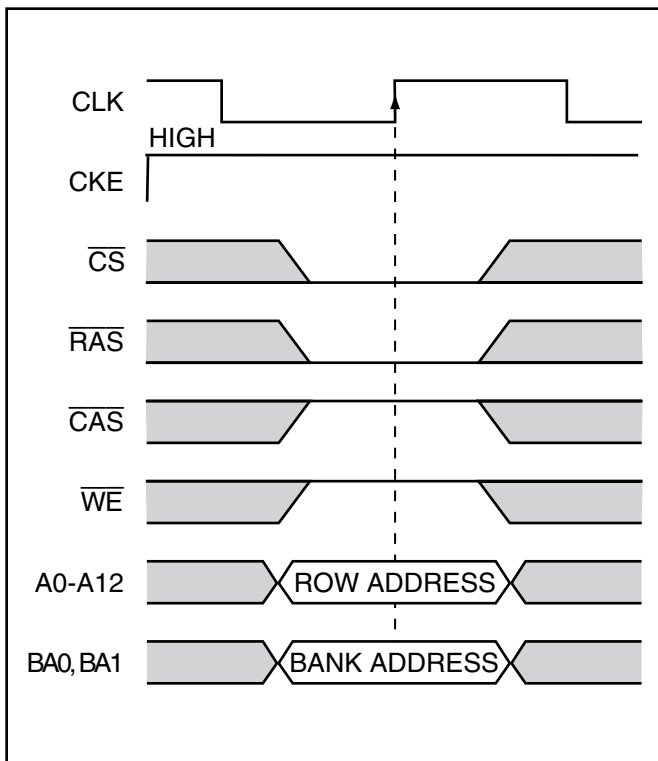 CLK
HIGH
CKE
CS
RAS
CAS
WE
A0-A12 ROW ADDRESS
BA0, BA1 BANK ADDRESS